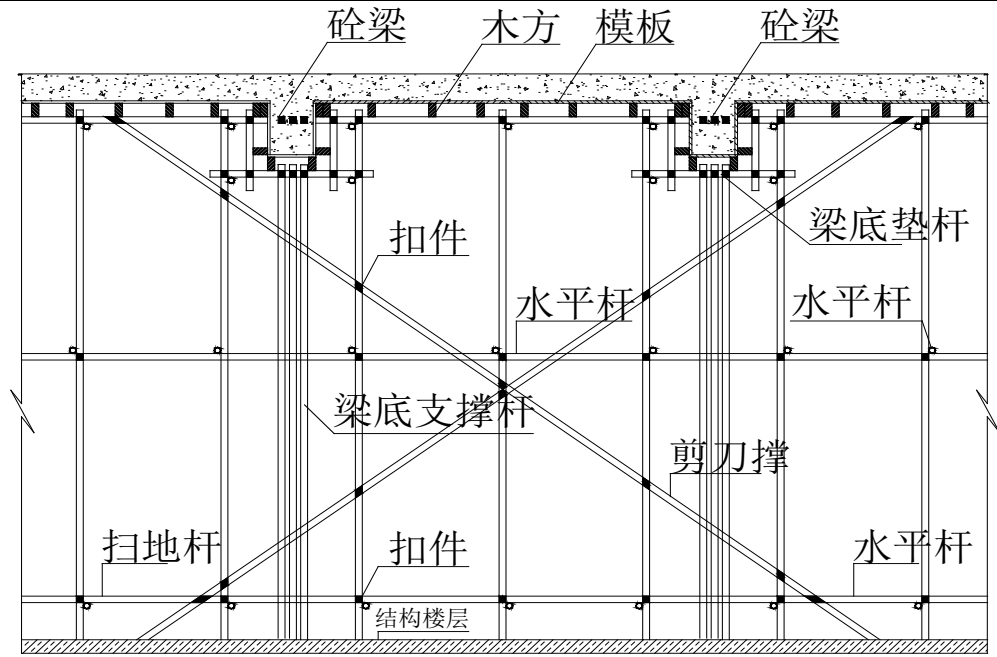 砼梁
木方
模板
砼梁
梁底垫杆
扣件
水平杆
水平杆
梁底支撑杆
剪刀撑
扫地杆
扣件
水平杆
结构楼层